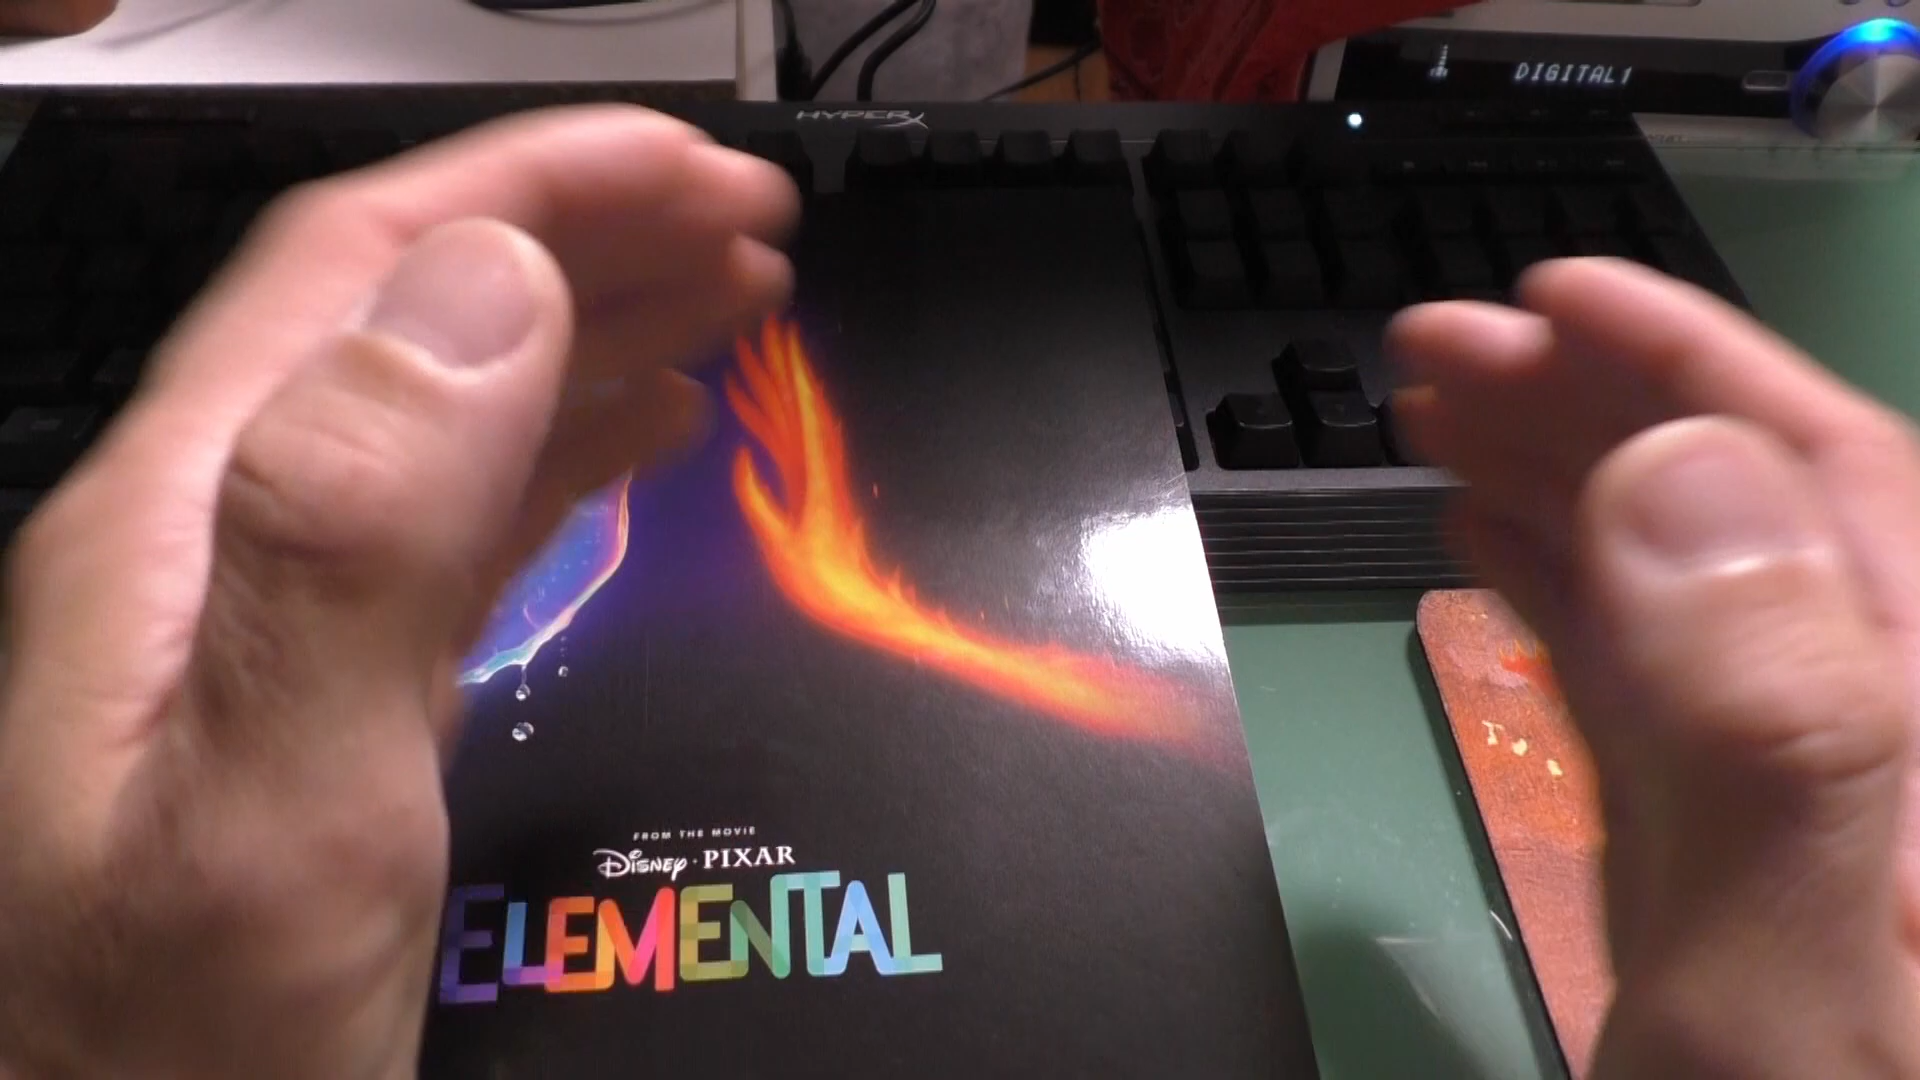 DIGITAL1
HYPERX
FROM THE MOVIE
Disney · PIXAR
ELEMENTAL